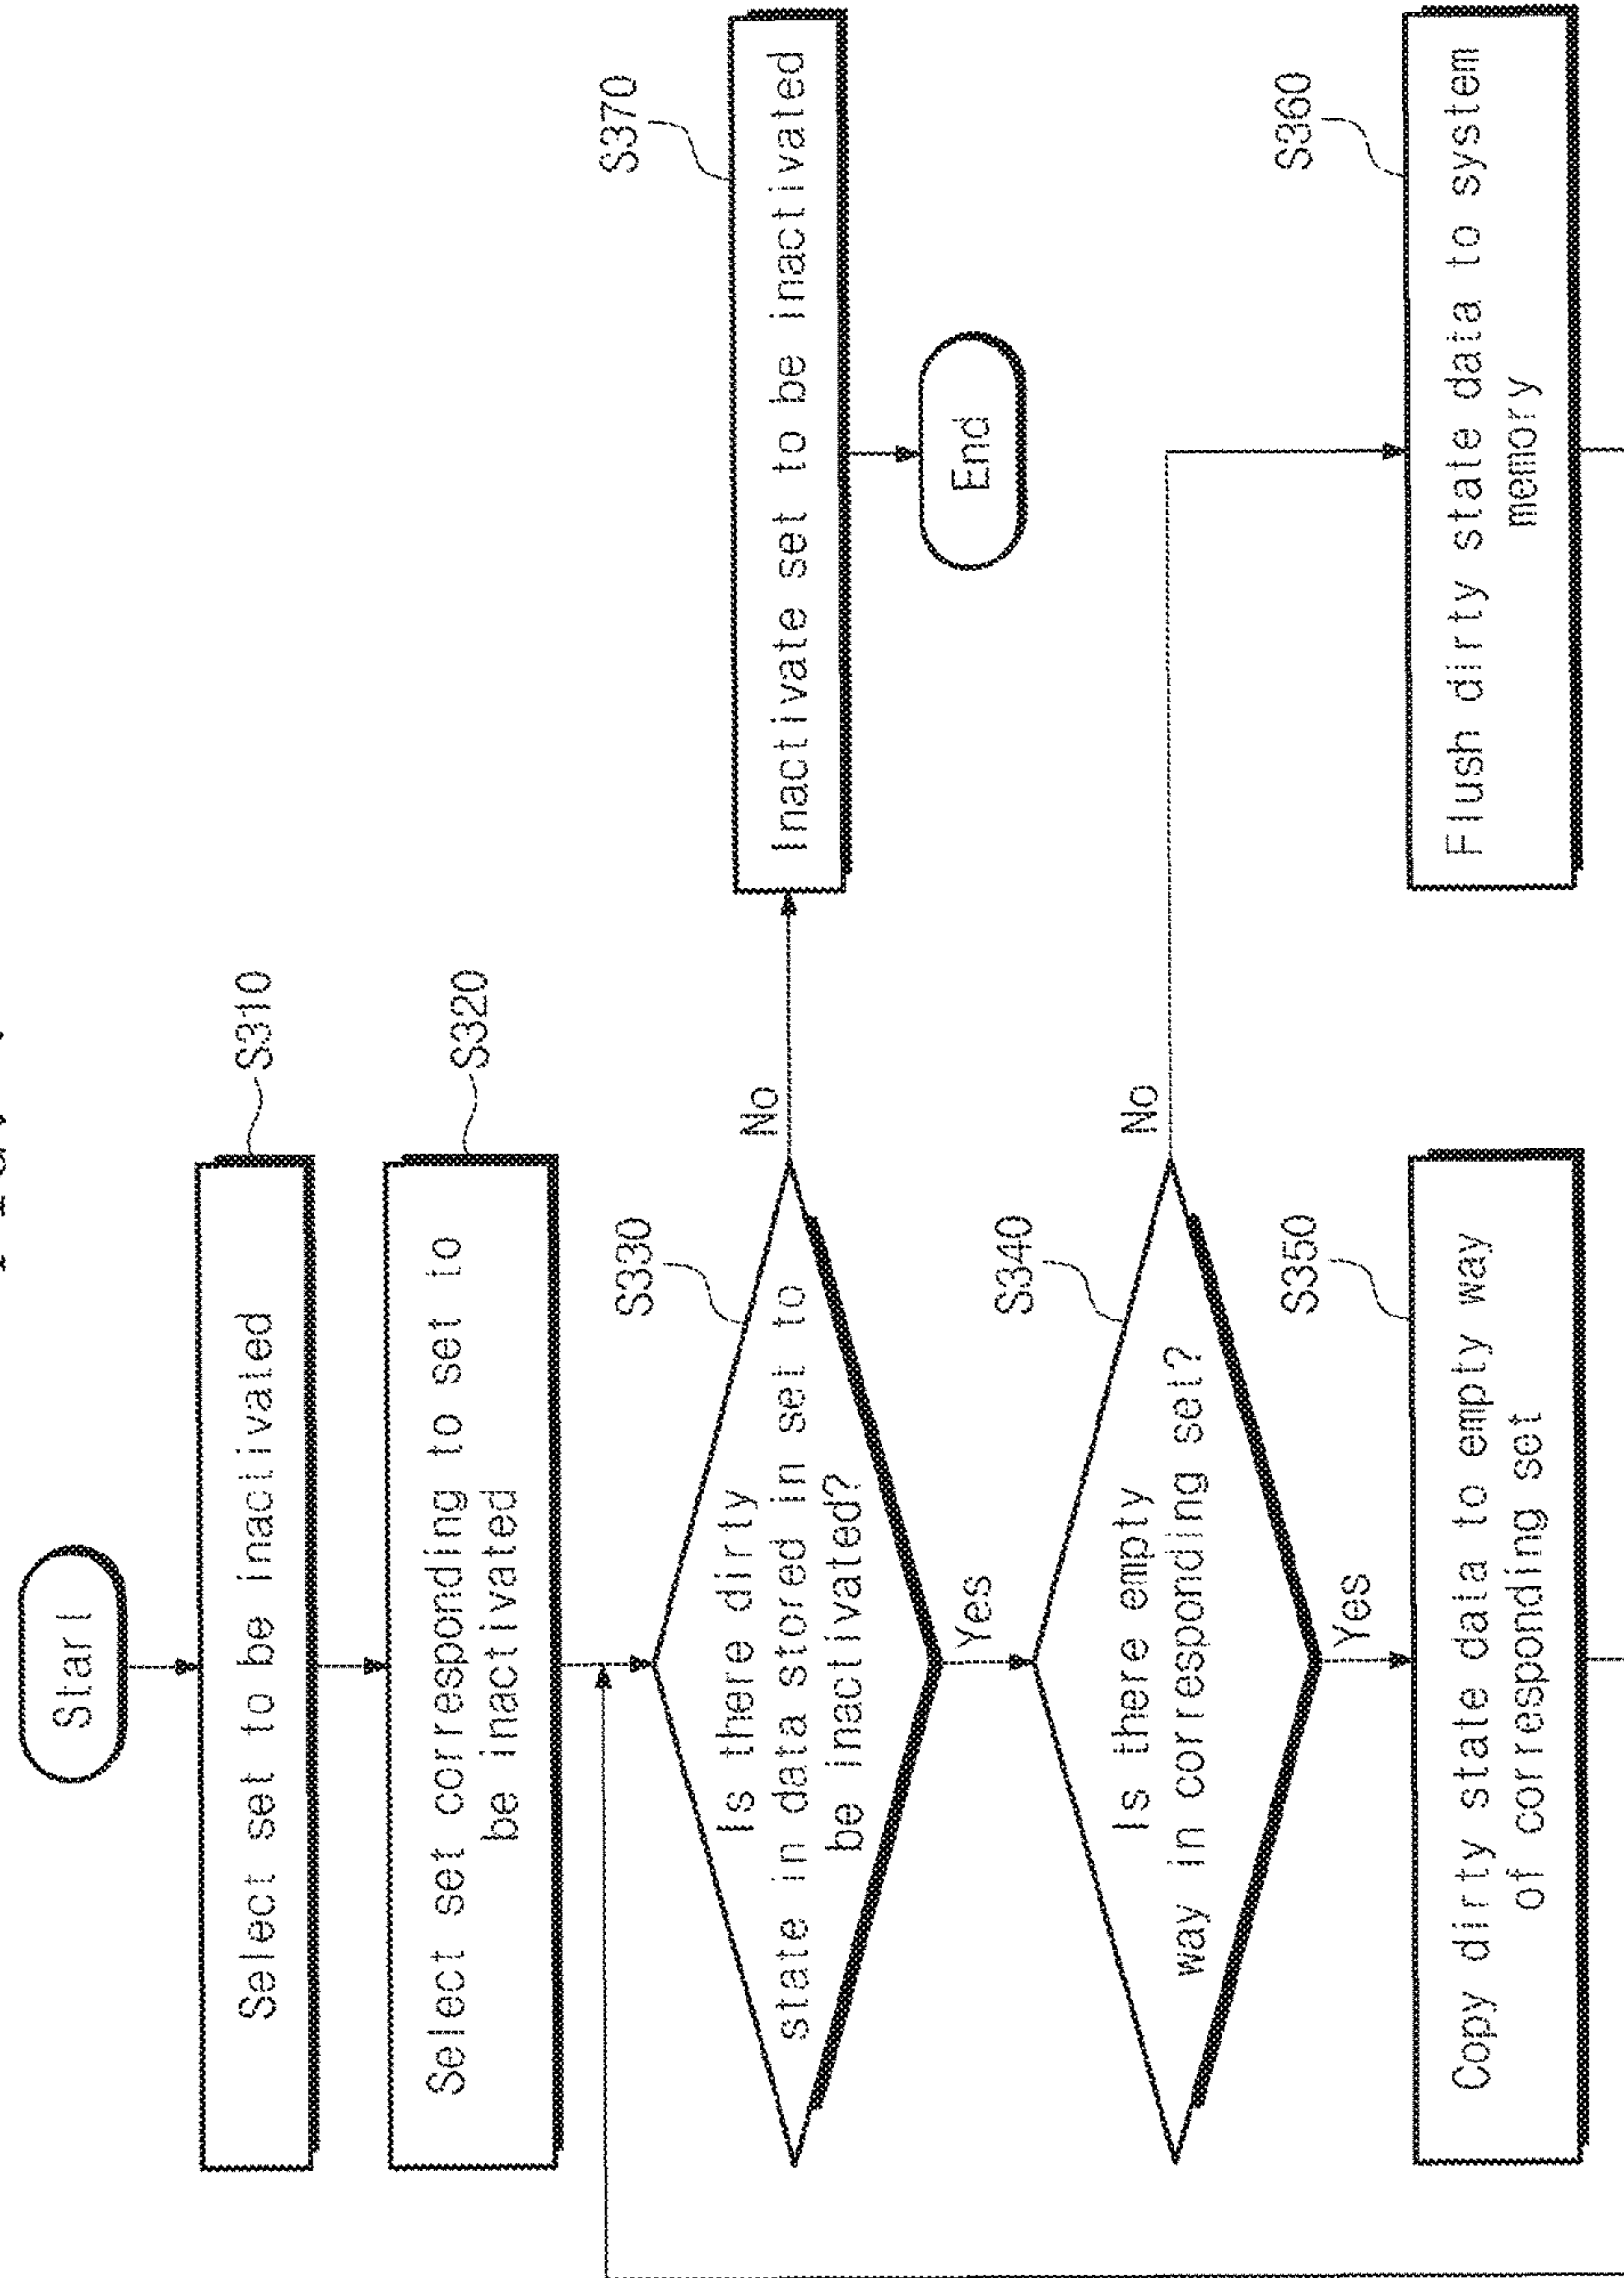 Start
Select set to be inactivated
S310
Select set corresponding to set to
be inactivated
S320
Is there dirty
state in data stored in set to
be inactivated?
S330
No
Yes
Inactivate set to be inactivated
S370
End
Is there empty
way in corresponding set?
S340
No
Yes
Copy dirty state data to empty way
of corresponding set
S350
Flush dirty state data to system
memory
S360